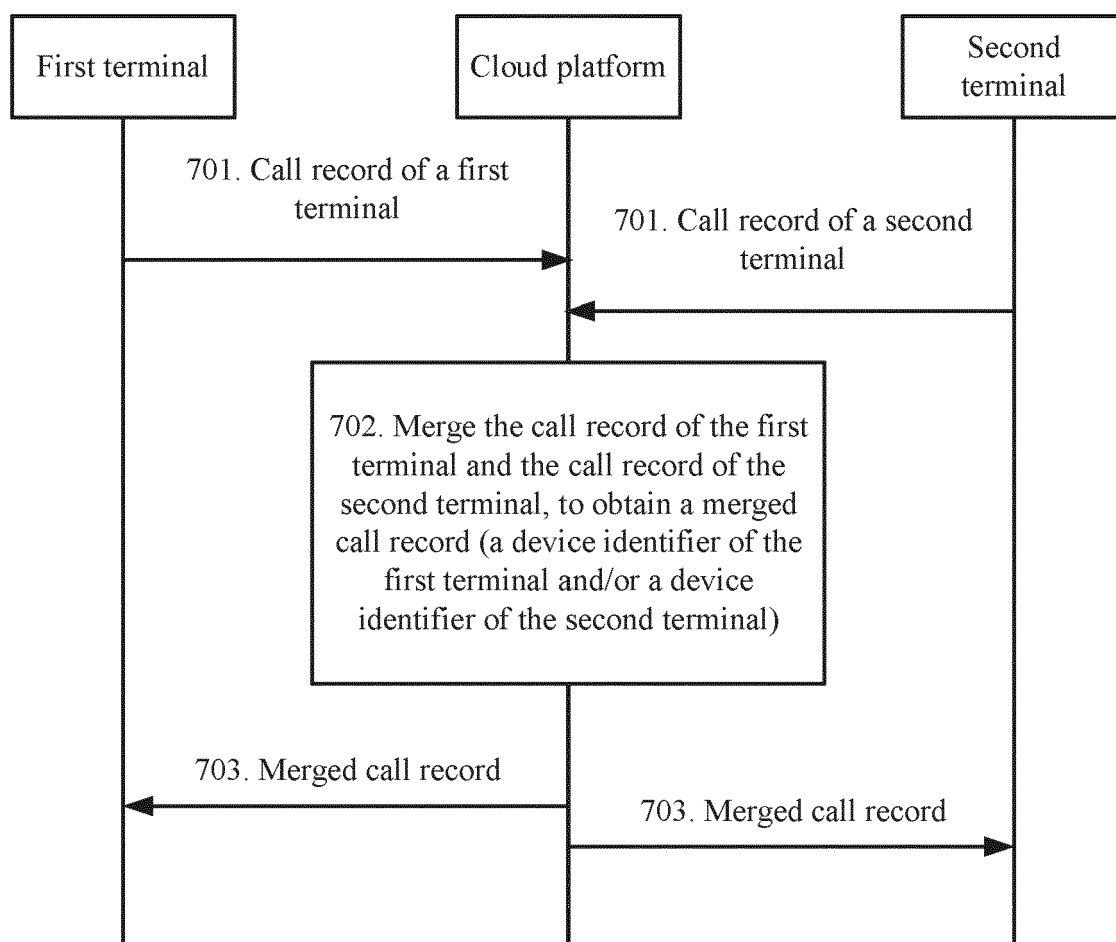 First terminal
Cloud platform
Second
terminal
701. Call record of a first
terminal
701. Call record of a second
terminal
702. Merge the call record of the first
terminal and the call record of the
second terminal, to obtain a merged
call record (a device identifier of the
first terminal and/or a device
identifier of the second terminal)
703. Merged call record
703. Merged call record